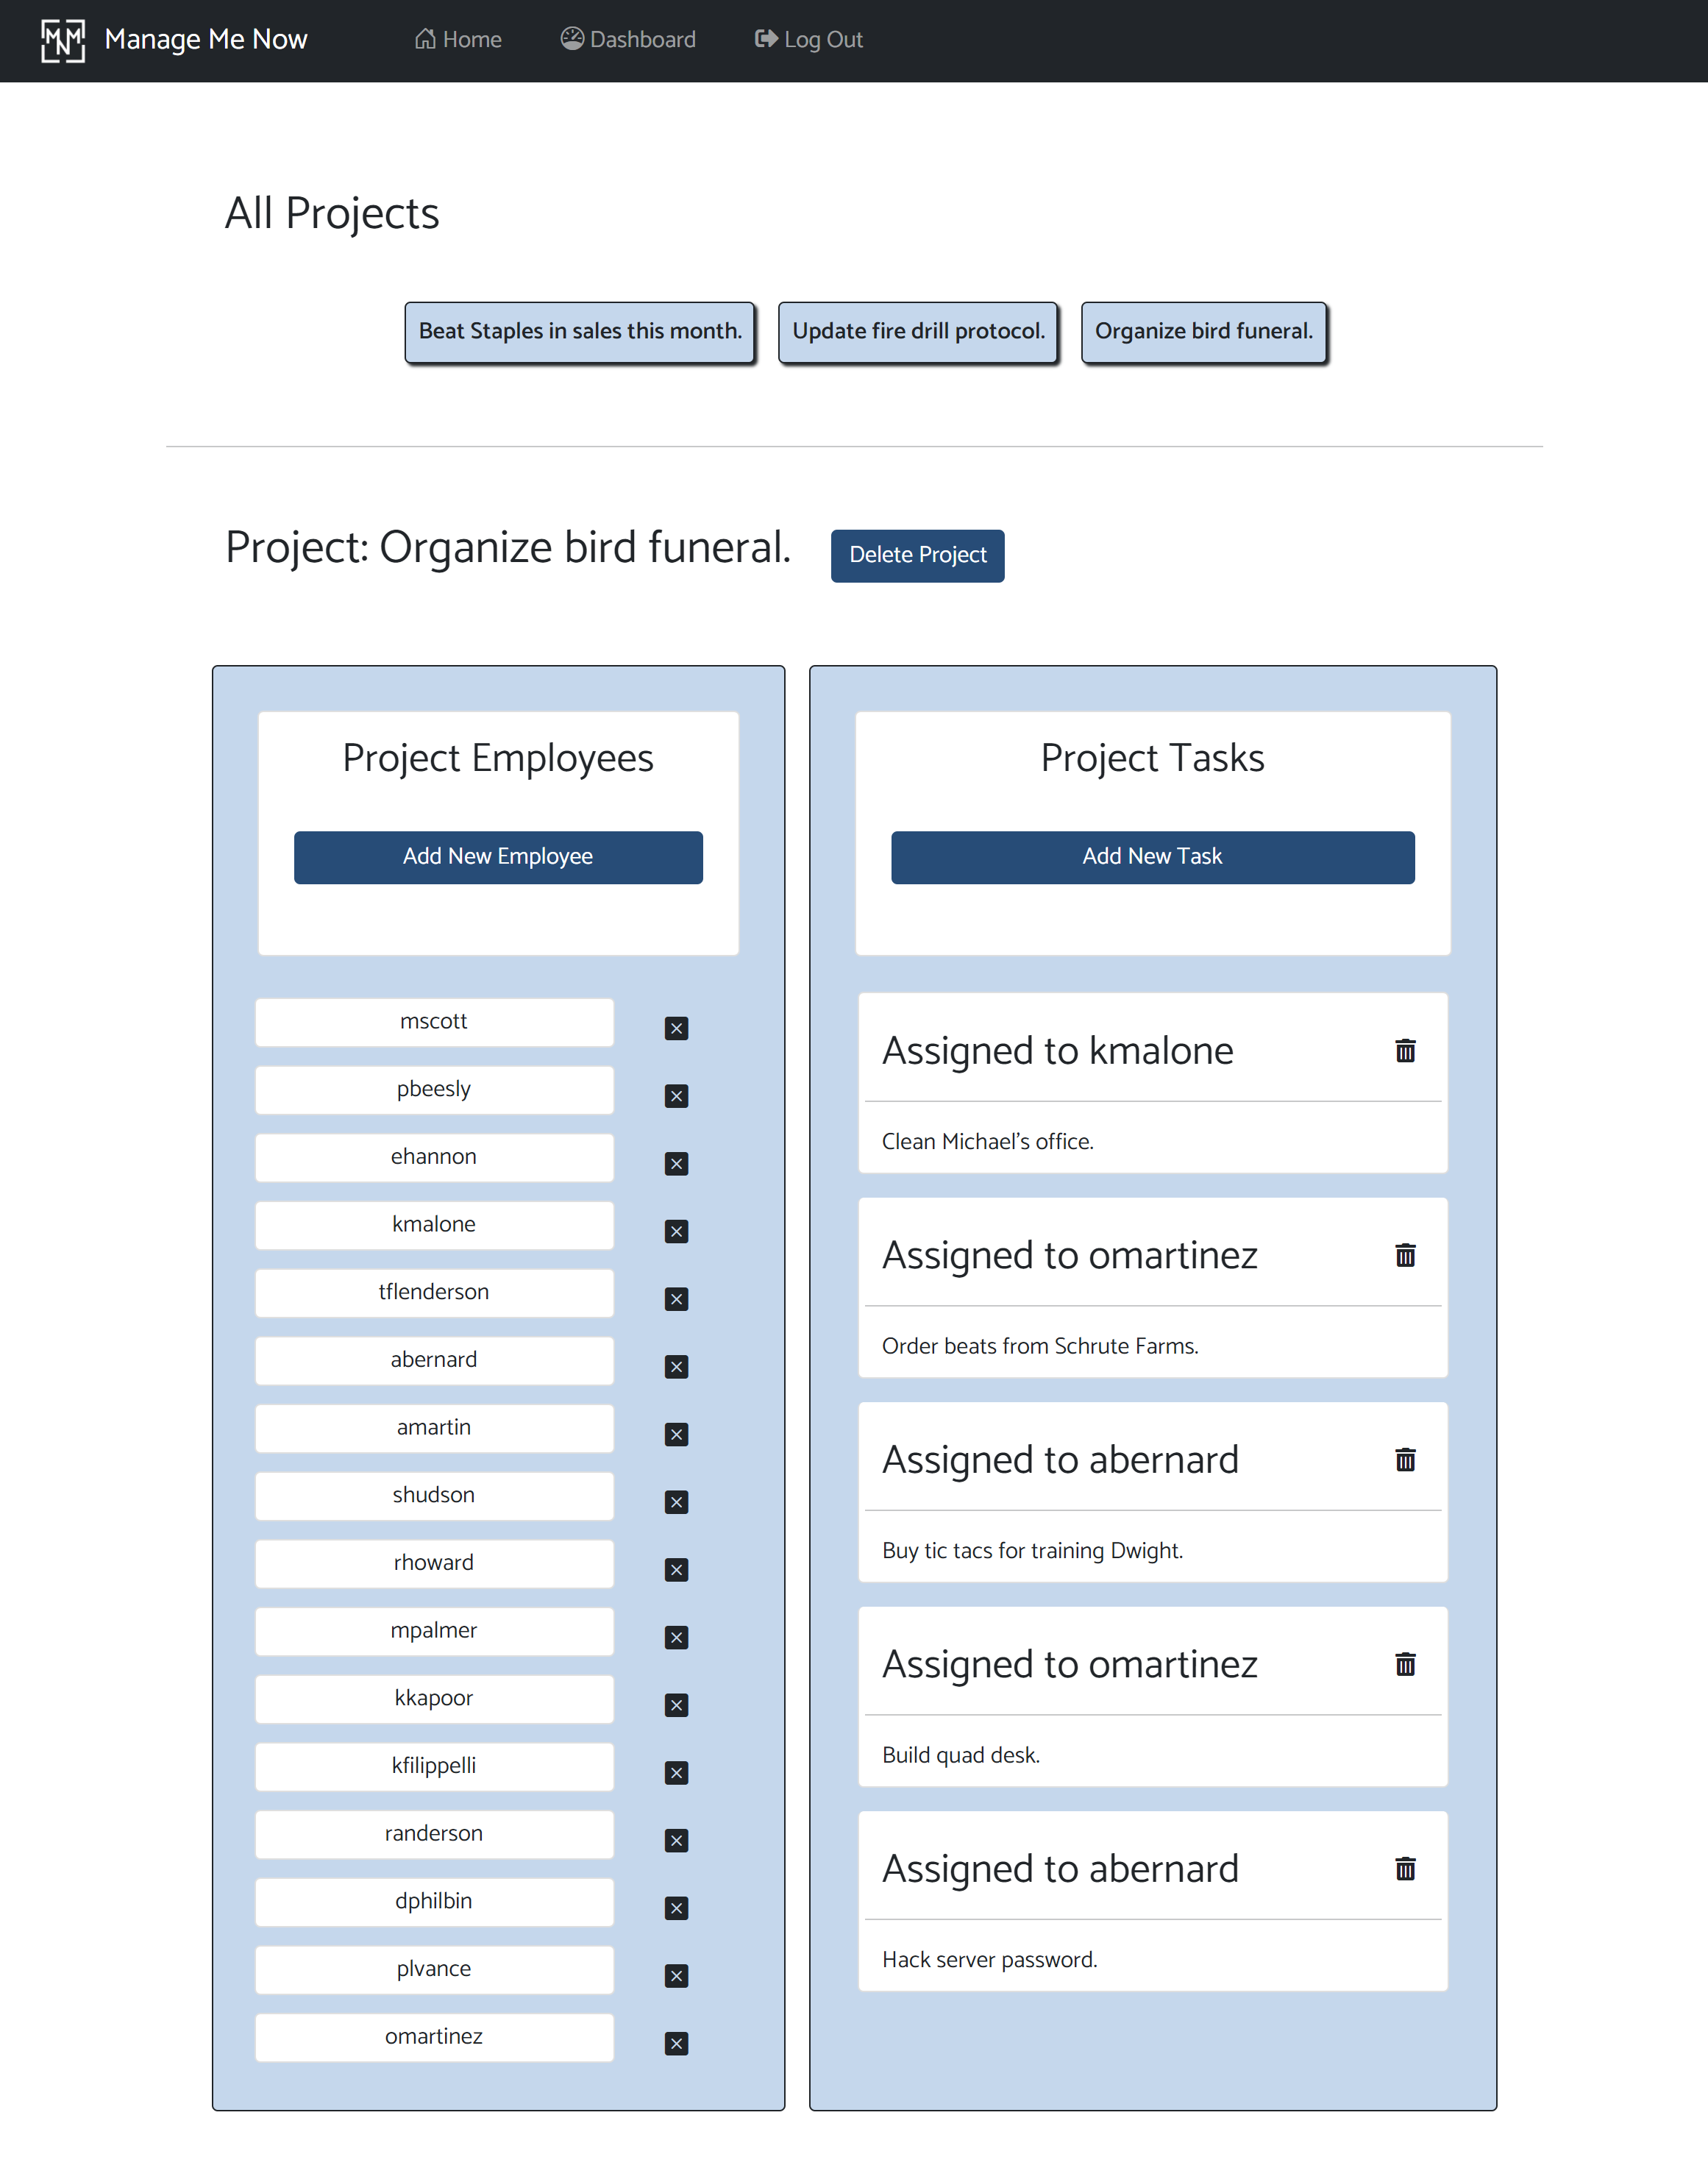 MNM Manage Me Now Home Dashboard Log Out
All Projects
Beat Staples in sales this month. Update fire drill protocol. Organize bird funeral.
Project: Organize bird funeral. Delete Project
Project Employees
Add New Employee
mscott
pbeesly
ehannon
kmalone
tflenderson
abernard
amartin
shudson
rhoward
mpalmer
kkapoor
kfilippelli
randerson
dphilbin
plvance
omartinez
Project Tasks
Add New Task
Assigned to kmalone
Clean Michael's office.
Assigned to omartinez
Order beats from Schrute Farms.
Assigned to abernard
Buy tic tacs for training Dwight.
Assigned to omartinez
Build quad desk.
Assigned to abernard
Hack server password.